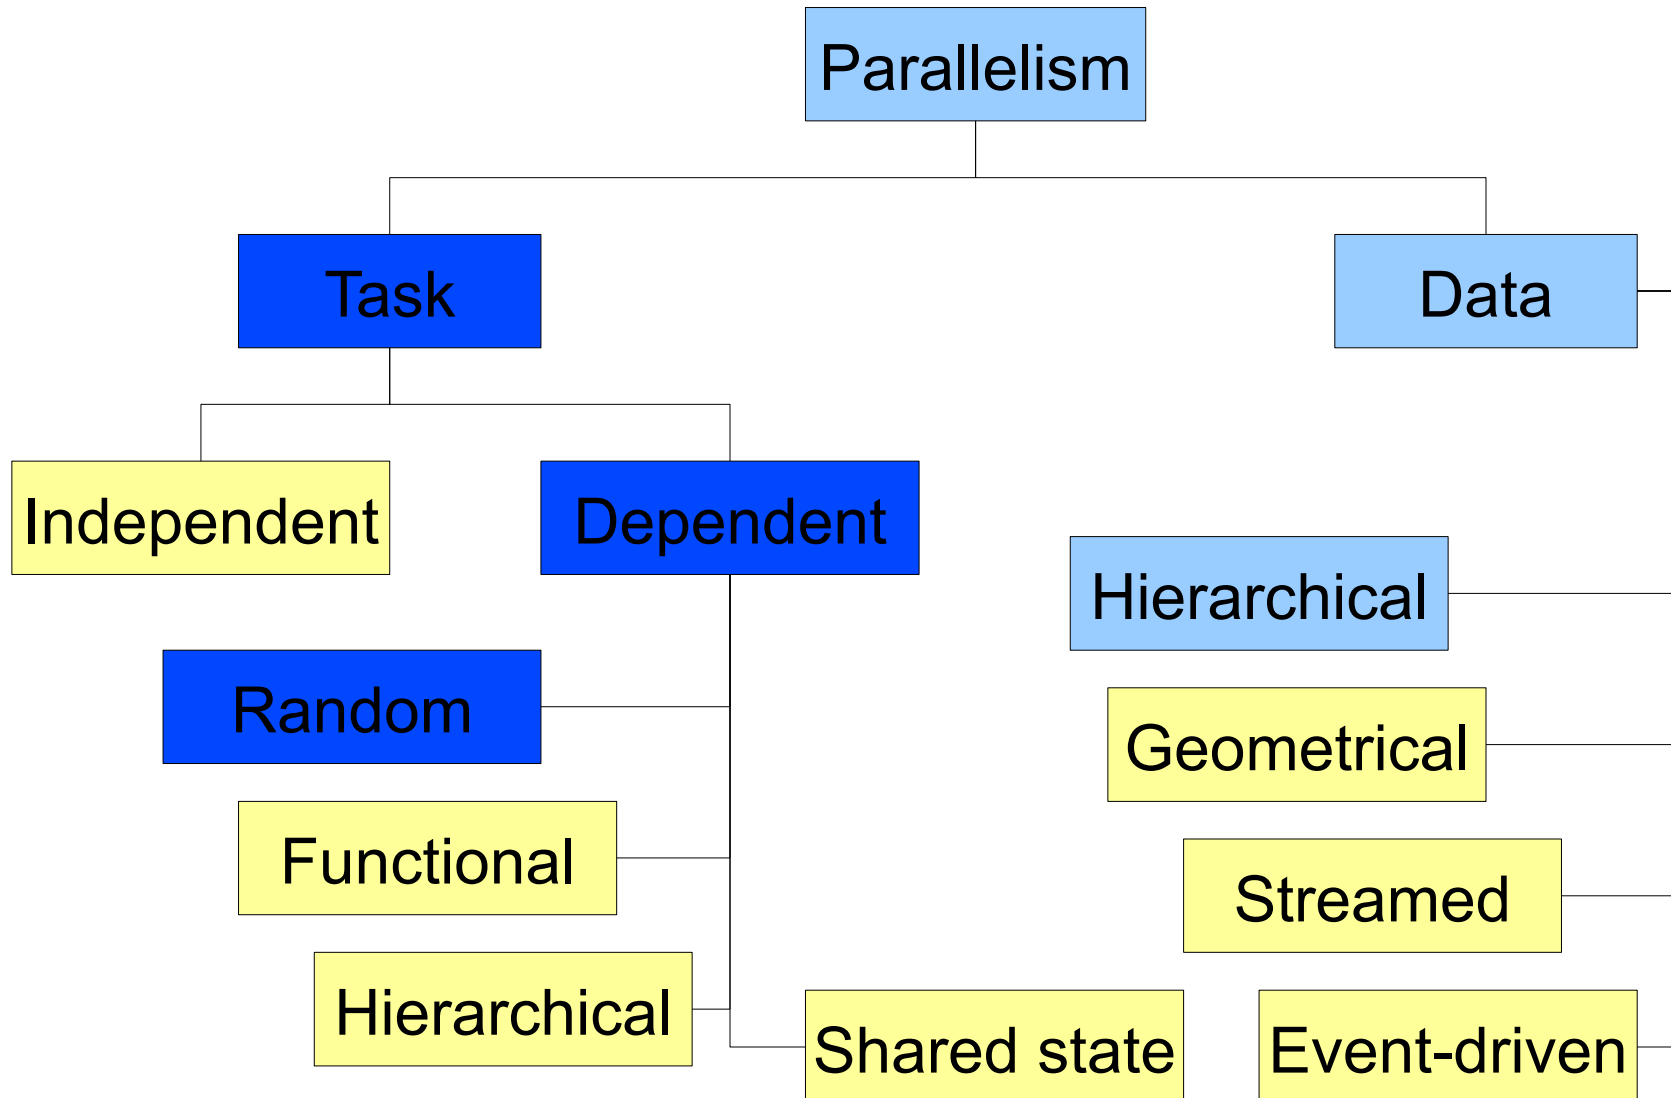 Parallelism
Task
Data
Independent
Dependent
Hierarchical
Random
Geometrical
Functional
Streamed
Hierarchical
Shared state
Event-driven